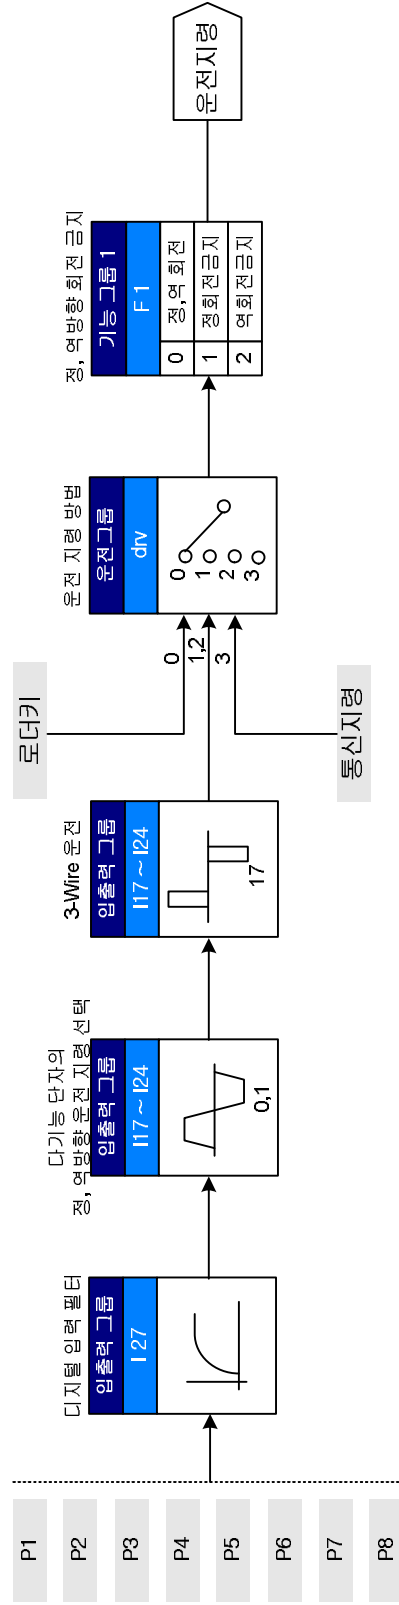 P1
P2
P3
P4
P5
P6
P7
P8
디지털 입력 필터
입출력 그룹
I 27
다기능 단자의
정, 역방향 운전 지령 선택
입출력 그룹
I17 ~ I24
0,1
3-Wire 운전
입출력 그룹
I17 ~ I24
17
로더키
통신지령
0
1,2
3
운전 지령 방법
운전그룹
drv
0
1
2
3
정, 역방향 회전 금지
기능 그룹 1
F 1
0 정,역 회전
1 정회전금지
2 역회전금지
운전지령